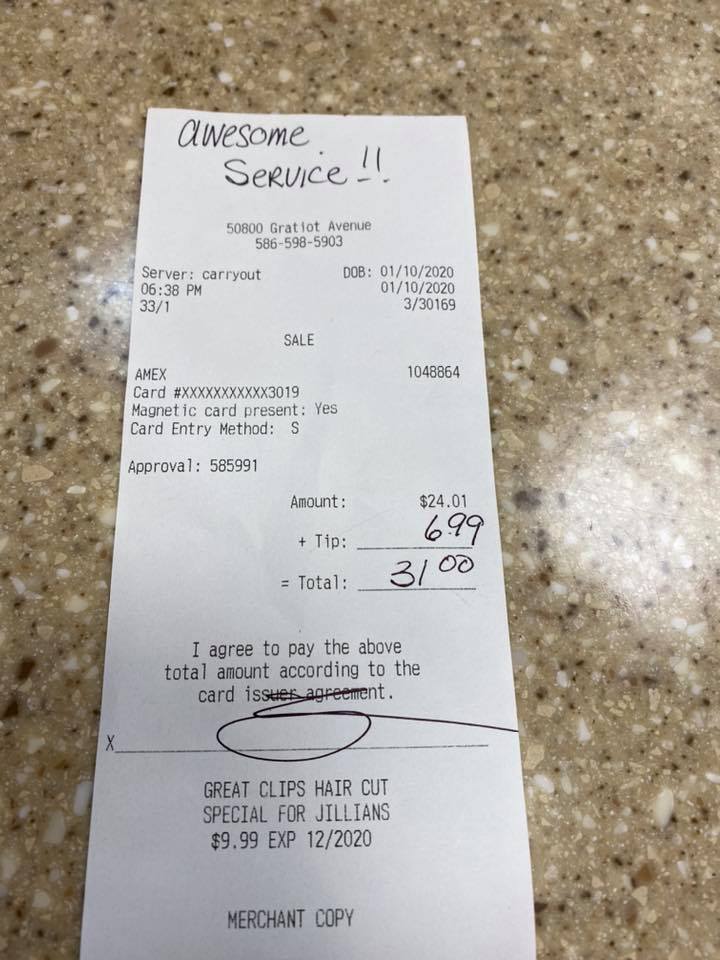 awesome
Service!!
50800 Gratiot Avenue
586-598-5903
Server: carryout DOB: 01/10/2020
06:38 PM 01/10/2020
33/1 3/30169
SALE
AMEX 1048864
Card #XXXXXXXXXXX3019
Magnetic card present: Yes
Card Entry Method: S
Approval: 585991
Amount: $24.01
+ Tip: 6.99
= Total: 31 00
I agree to pay the above
total amount according to the
card issuer agreement.
X
GREAT CLIPS HAIR CUT
SPECIAL FOR JILLIANS
$9.99 EXP 12/2020
MERCHANT COPY